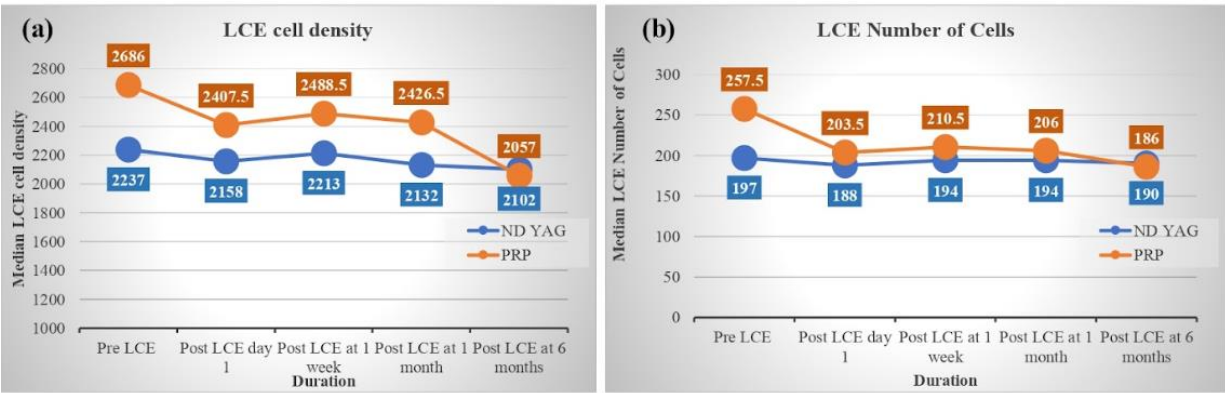 (a)
LCE cell density
Median LCE cell density
2800
2600
2400
2200
2000
1800
1600
1400
1200
1000
2686
2407.5
2488.5
2426.5
2057
2237
2158
2213
2132
2102
ND YAG
PRP
Pre LCE
Post LCE day
1
Post LCE at 1
week
Post LCE at 1
month
Post LCE at 6
months
Duration
(b)
LCE Number of Cells
Median LCE Number of Cells
300
250
200
150
100
50
0
257.5
203.5
210.5
206
186
197
188
194
194
190
ND YAG
PRP
Pre LCE
Post LCE day
1
Post LCE at 1
week
Post LCE at 1
month
Post LCE at 6
months
Duration